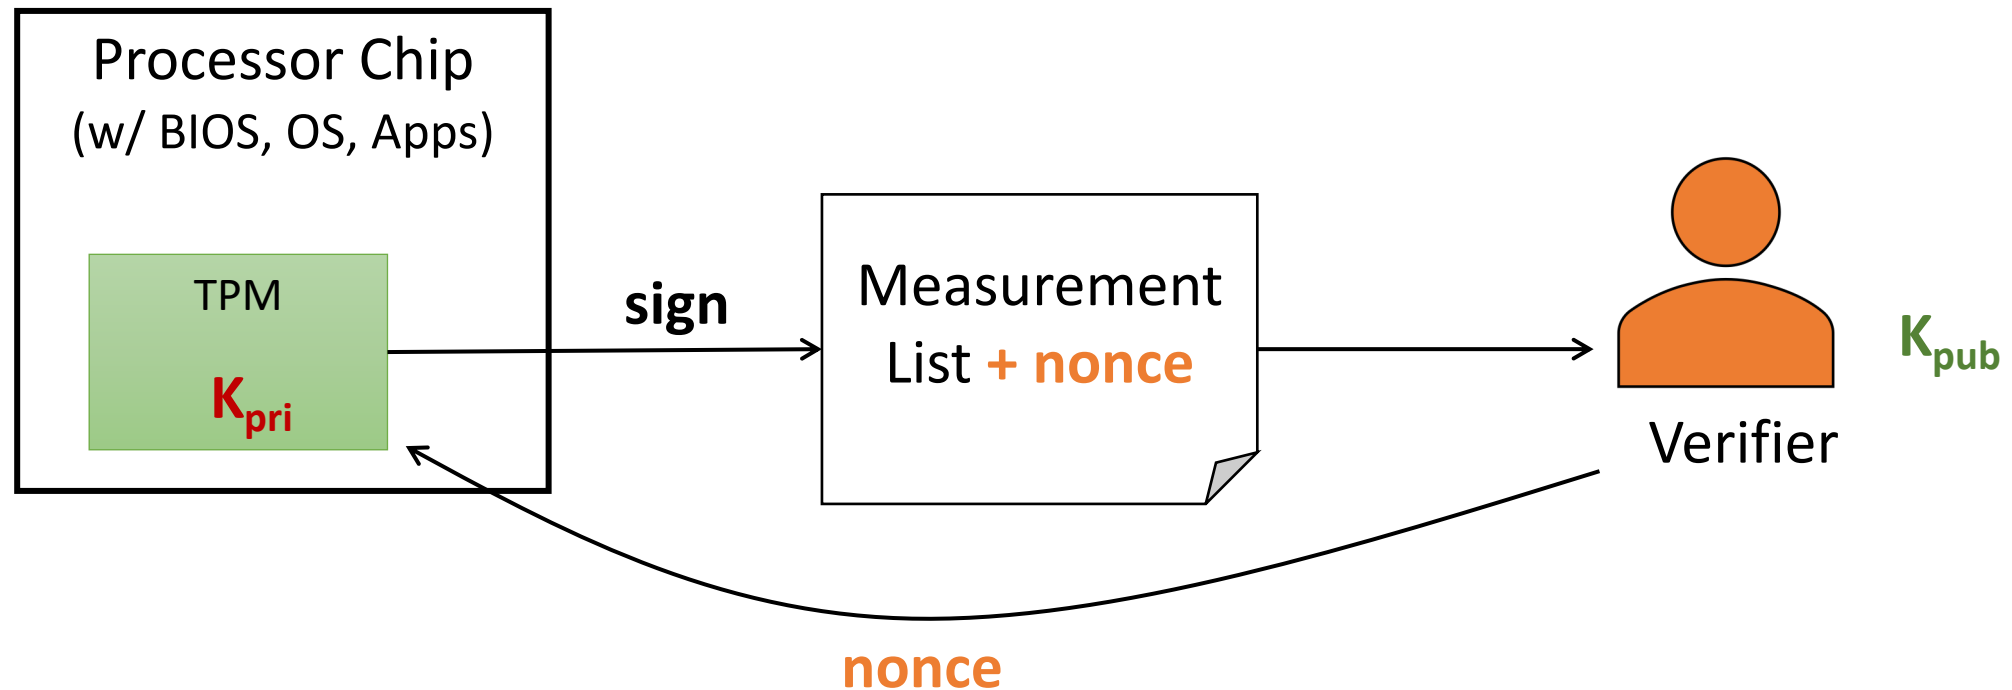 Processor Chip
(w/ BIOS, OS, Apps)
TPM
Kpri
sign
Measurement
List + nonce
Verifier
Kpub
nonce